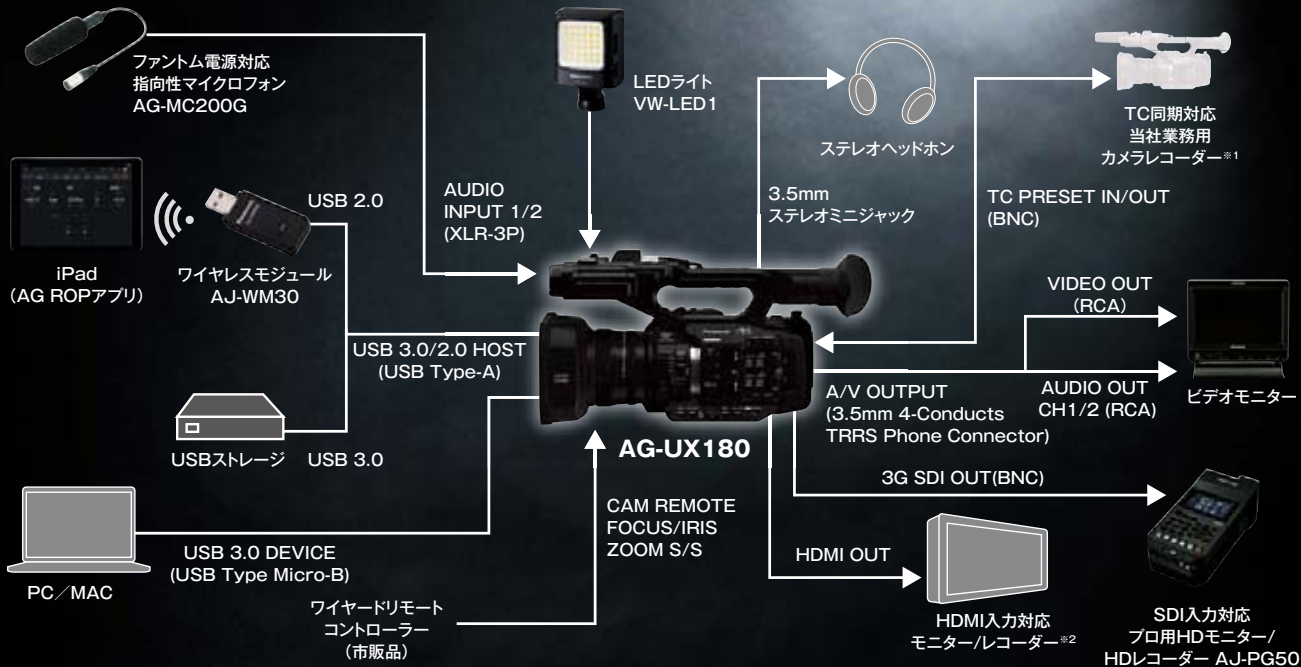 ファントム電源対応
指向性マイクロフォン
AG-MC200G
LEDライト
VW-LED1
ステレオヘッドホン
TC同期対応
当社業務用
カメラレコーダー※1
iPad
(AG ROPアプリ)
ワイヤレスモジュール
AJ-WM30
USB 2.0
AUDIO
INPUT 1/2
(XLR-3P)
3.5mm
ステレオミニジャック
TC PRESET IN/OUT
(BNC)
VIDEO OUT
(RCA)
AUDIO OUT
CH1/2 (RCA)
ビデオモニター
USB 3.0/2.0 HOST
(USB Type-A)
A/V OUTPUT
(3.5mm 4-Conducts
TRRS Phone Connector)
USBストレージ
USB 3.0
AG-UX180
3G SDI OUT(BNC)
CAM REMOTE
FOCUS/IRIS
ZOOM S/S
HDMI OUT
PC/MAC
USB 3.0 DEVICE
(USB Type Micro-B)
ワイヤードリモート
コントローラー
(市販品)
HDMI入力対応
モニター/レコーダー※2
SDI入力対応
プロ用HDモニター/
HDレコーダー AJ-PG50